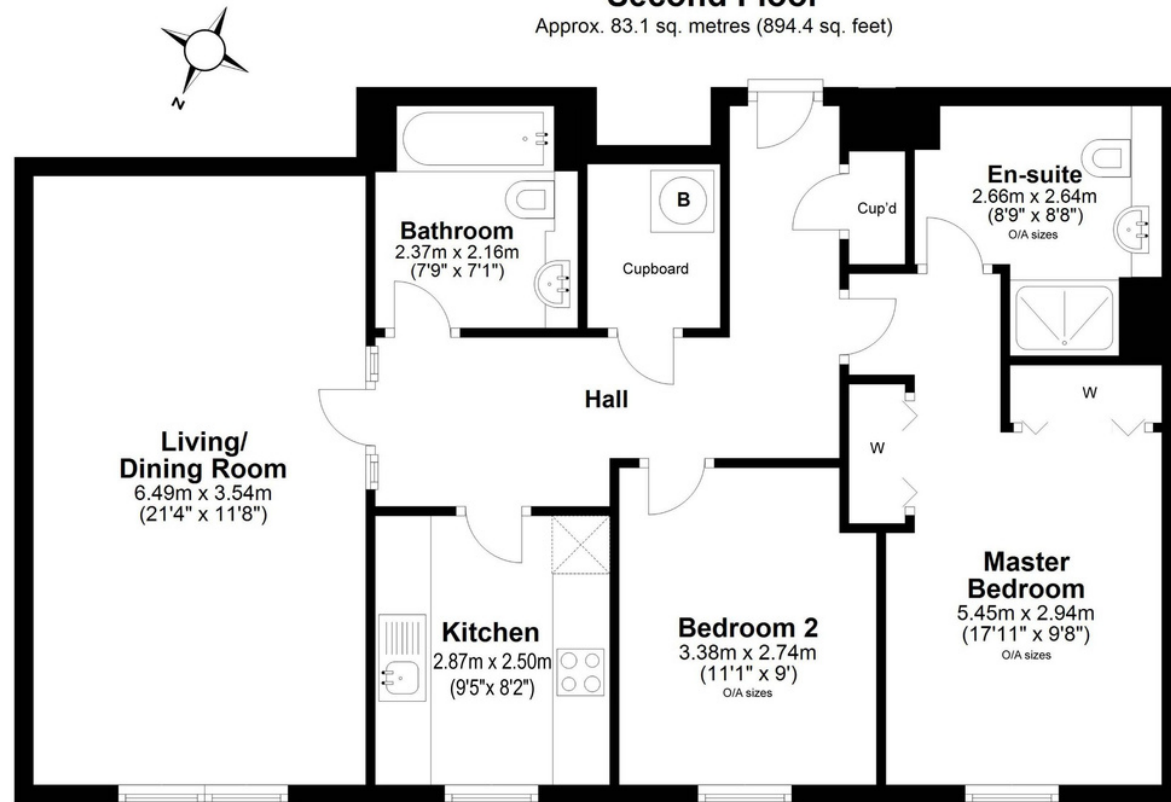 Second Floor
Approx. 83.1 sq. metres (894.4 sq. feet)
N
Living/
Dining Room
6.49m x 3.54m
(21'4" x 11'8")
Bathroom
2.37m x 2.16m
(7'9" x 7'1")
B
Cupboard
Cup'd
En-suite
2.66m x 2.64m
(8'9" x 8'8")
O/A sizes
Hall
W
W
Kitchen
2.87m x 2.50m
(9'5"x 8'2")
Bedroom 2
3.38m x 2.74m
(11'1" x 9')
O/A sizes
Master
Bedroom
5.45m x 2.94m
(17'11" x 9'8")
O/A sizes